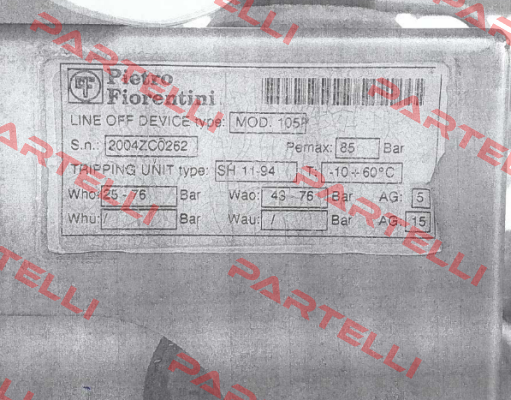 Pietro
Fiorentini
LINE OFF DEVICE type: MOD. 105P
S.n.: 2004ZC0262 Pemax: 85 Bar
TRIPPING UNIT type: SH 11-94 T: -10÷60°C
Who: 25 - 76 Bar Wao: 43 - 76 Bar AG: 5
Whu: / Bar Wau: / Bar AG: 15
PARTELLI
PARTELLI
PARTELLI
PARTELLI
PARTELLI